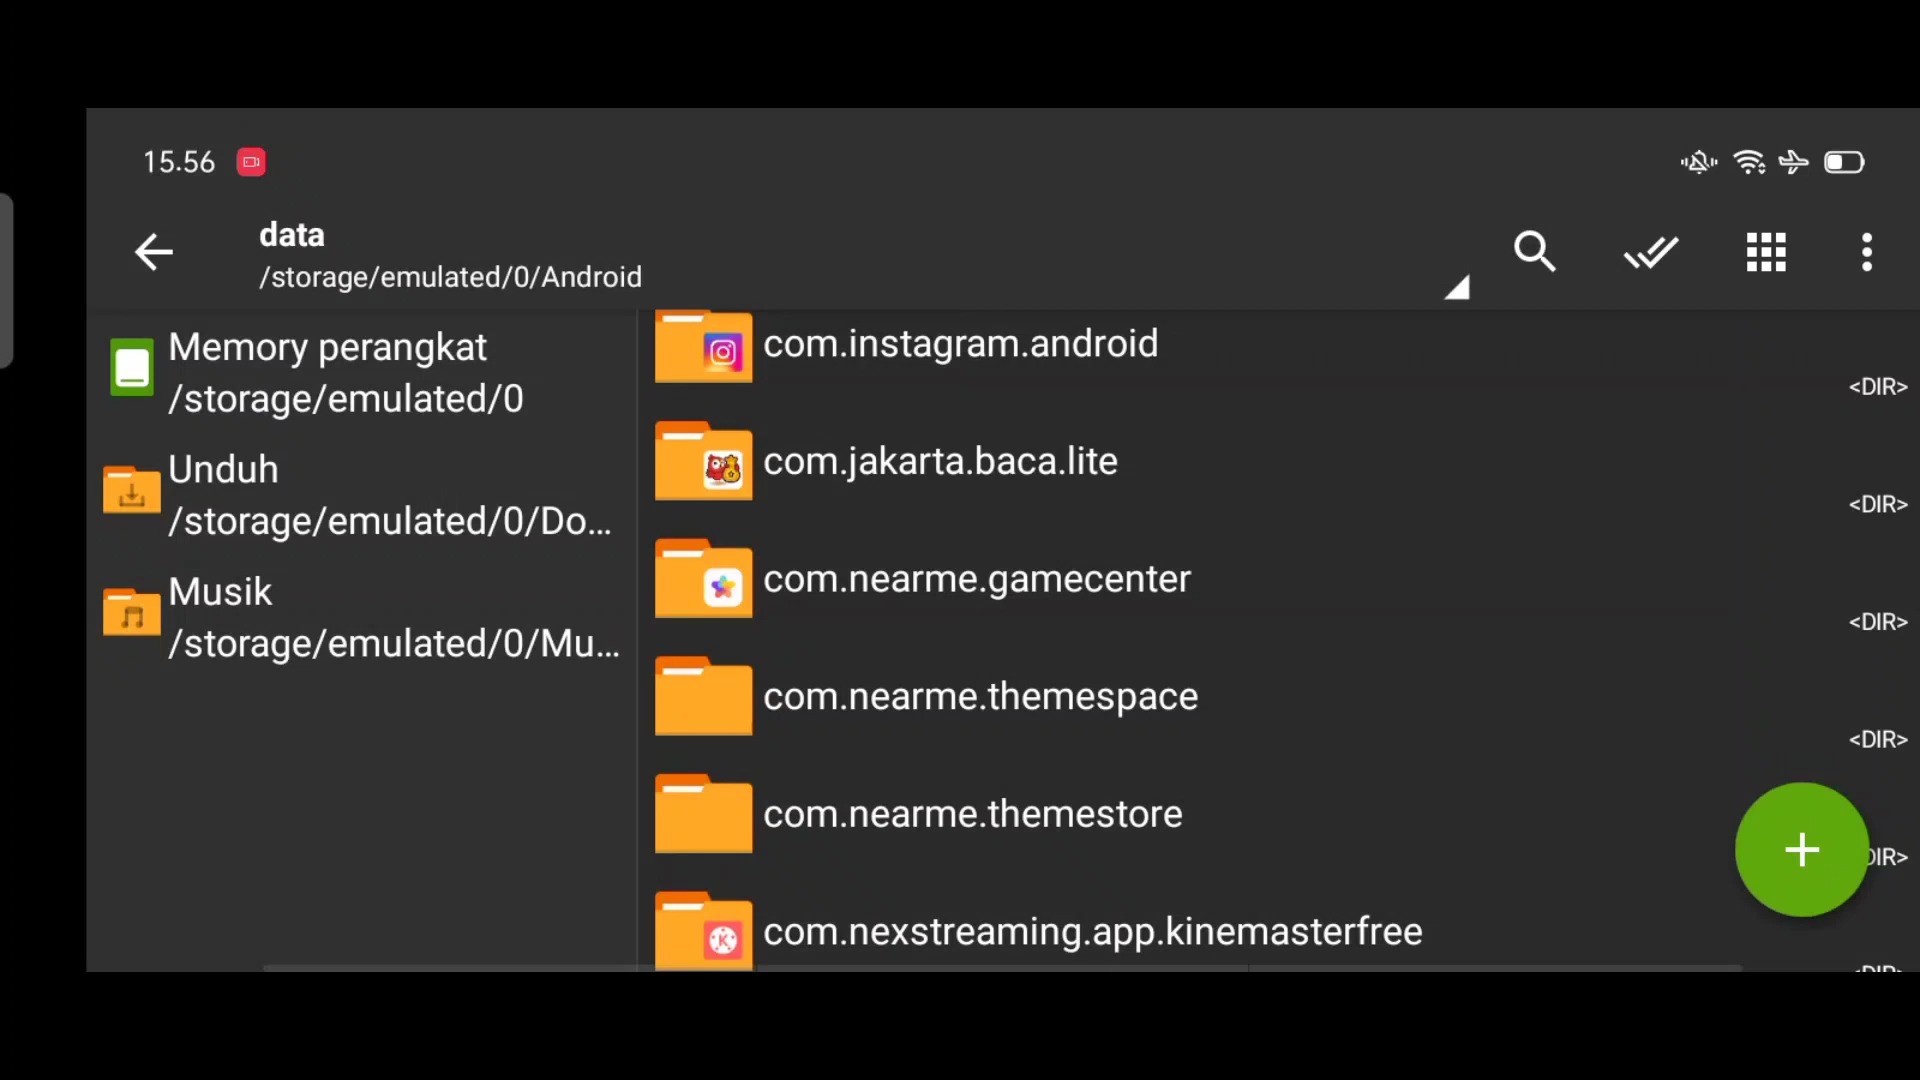 15.56
data
/storage/emulated/0/Android
Memory perangkat
/storage/emulated/0
Unduh
/storage/emulated/0/Do...
Musik
/storage/emulated/0/Mu...
com.instagram.android
<DIR>
com.jakarta.baca.lite
<DIR>
com.nearme.gamecenter
<DIR>
com.nearme.themespace
<DIR>
com.nearme.themestore
DIR>
com.nexstreaming.app.kinemasterfree